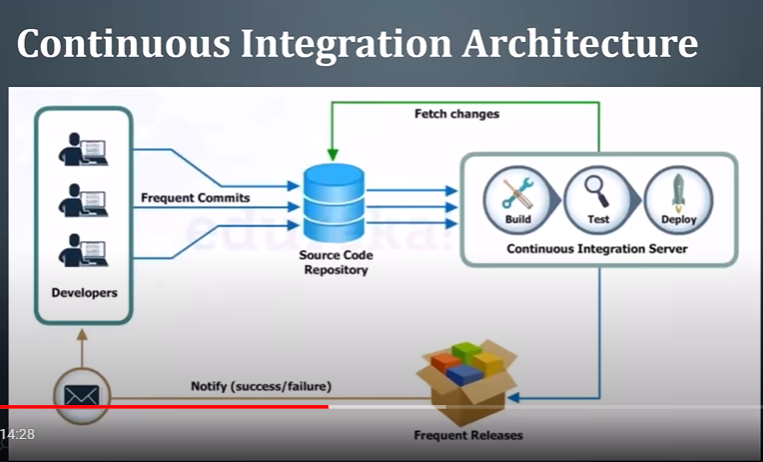 Continuous Integration Architecture
Fetch changes
Frequent Commits
Build
Test
Deploy
Continuous Integration Server
Source Code
Repository
Developers
Notify (success/failure)
Frequent Releases
14:28